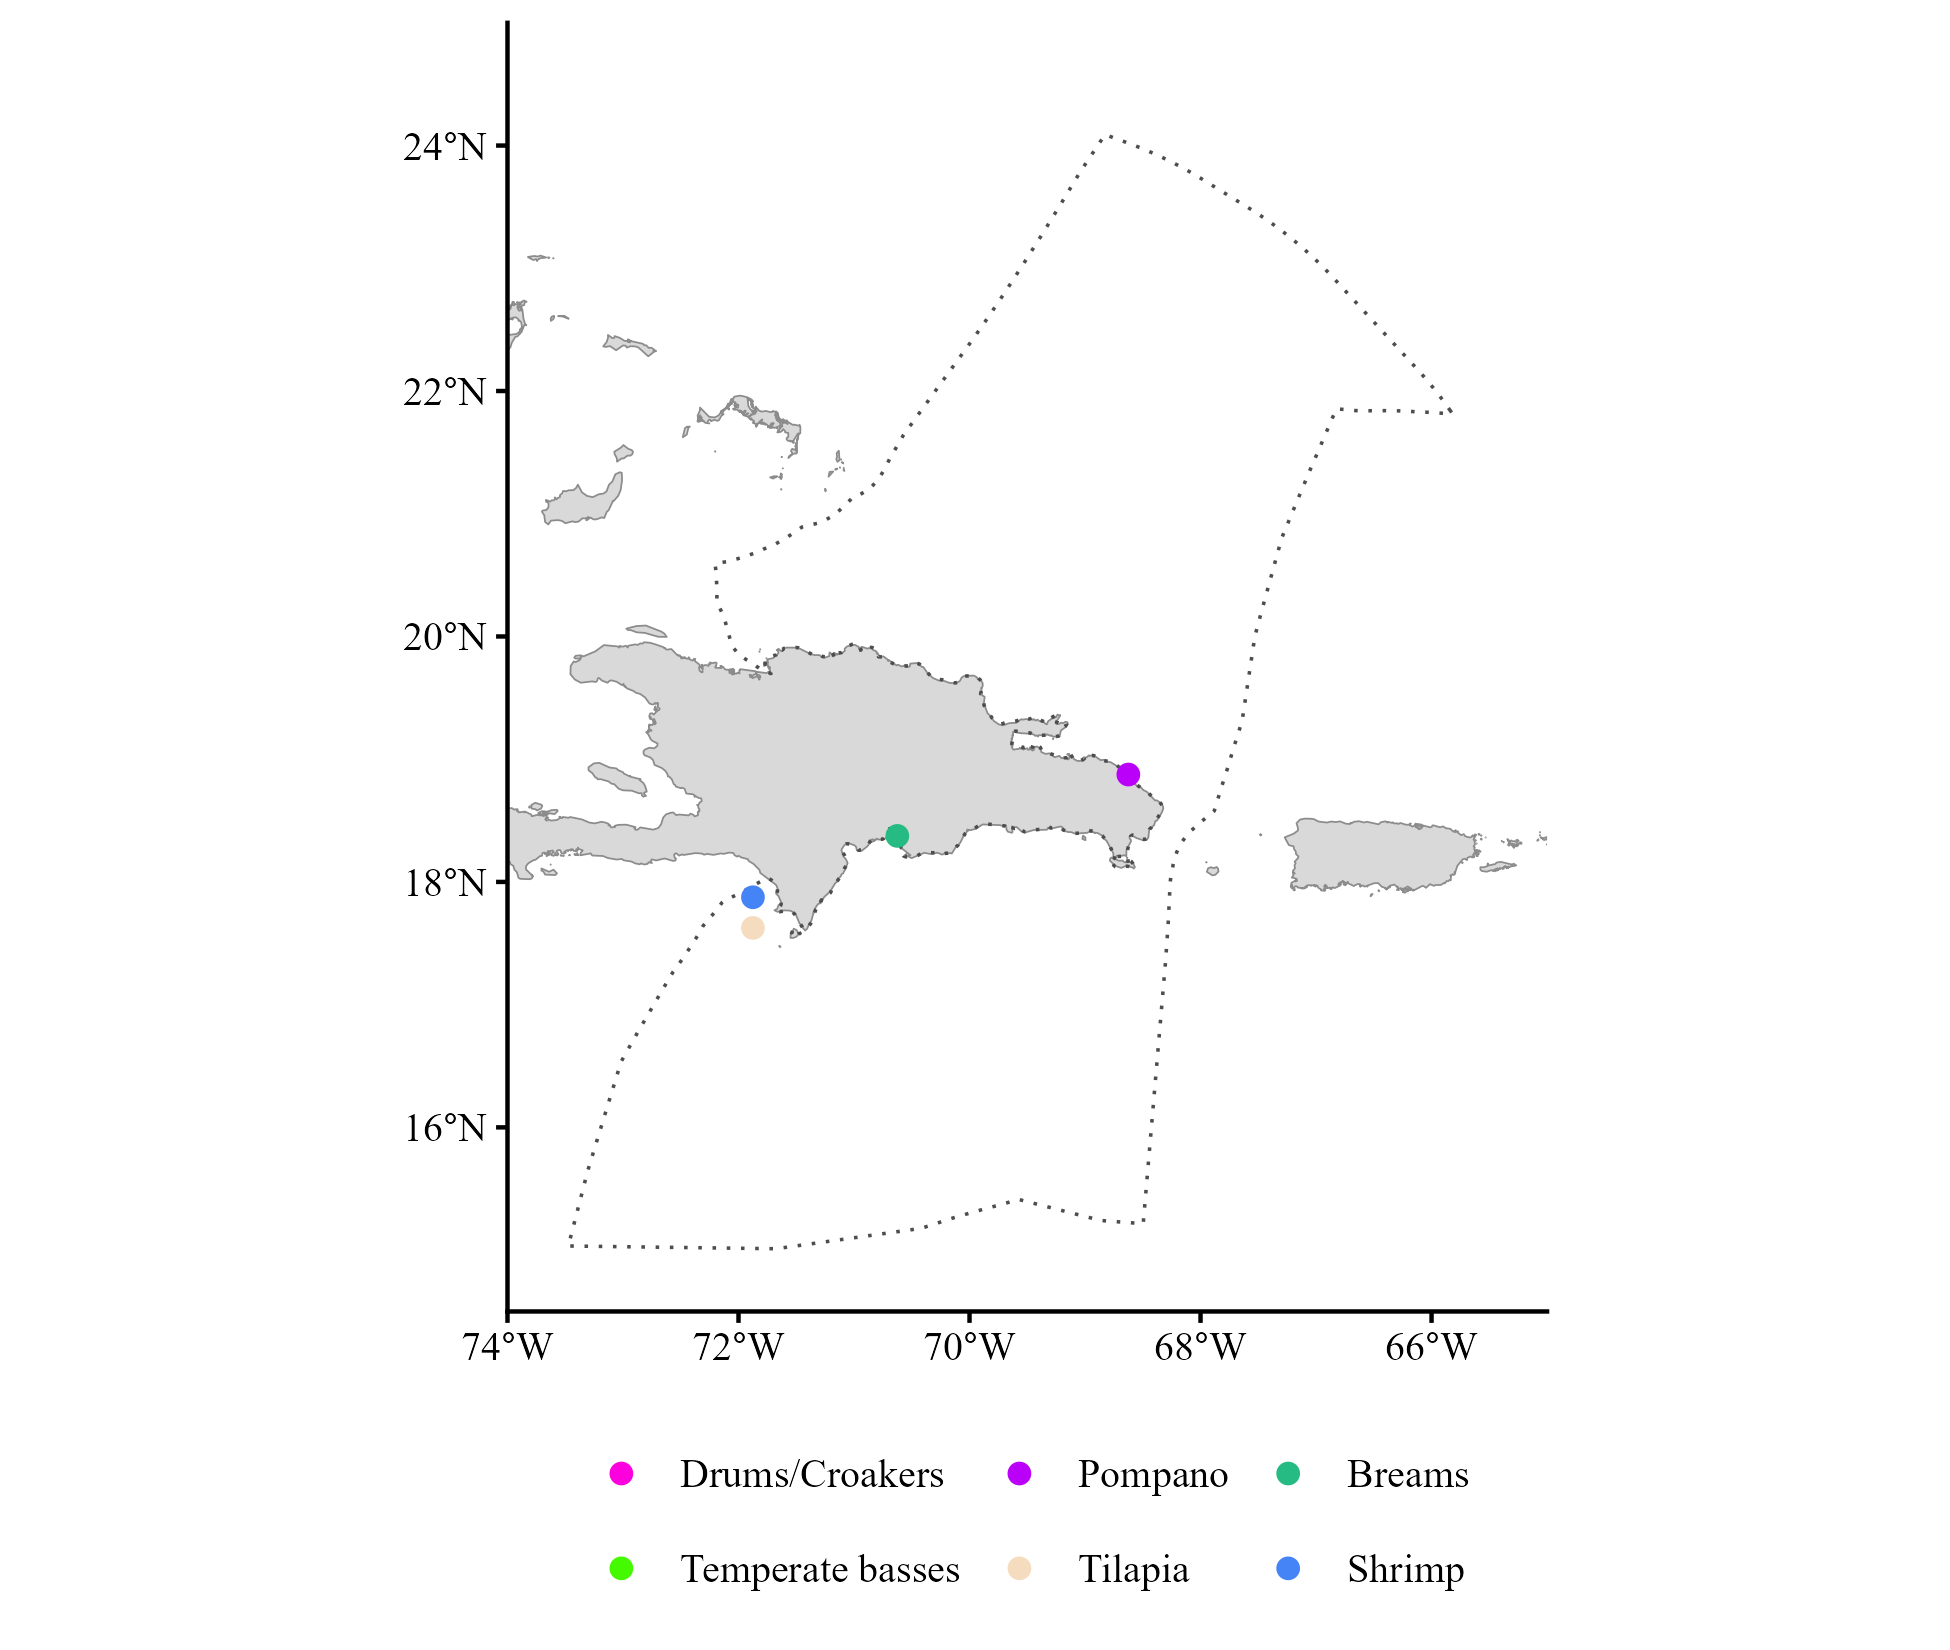 24°N
22°N
20°N
18°N
16°N
74°W 72°W 70°W 68°W 66°W
Drums/Croakers Pompano Breams
Temperate basses Tilapia Shrimp